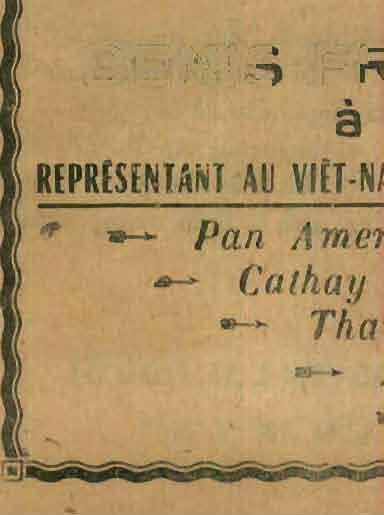 à
REPRÉSENTANT AU VIÊT-NA
Pan Amer
Cathay
Tha